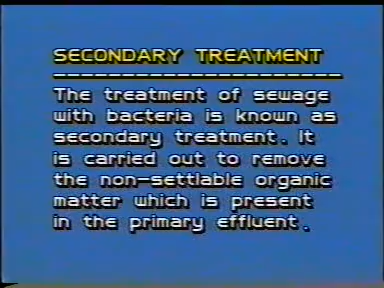 SECONDARY TREATMENT
The treatment of sewage
with bacteria is known as
secondary treatment. It
is carried out to remove
the non-settlable organic
matter which is present
in the primary effluent.